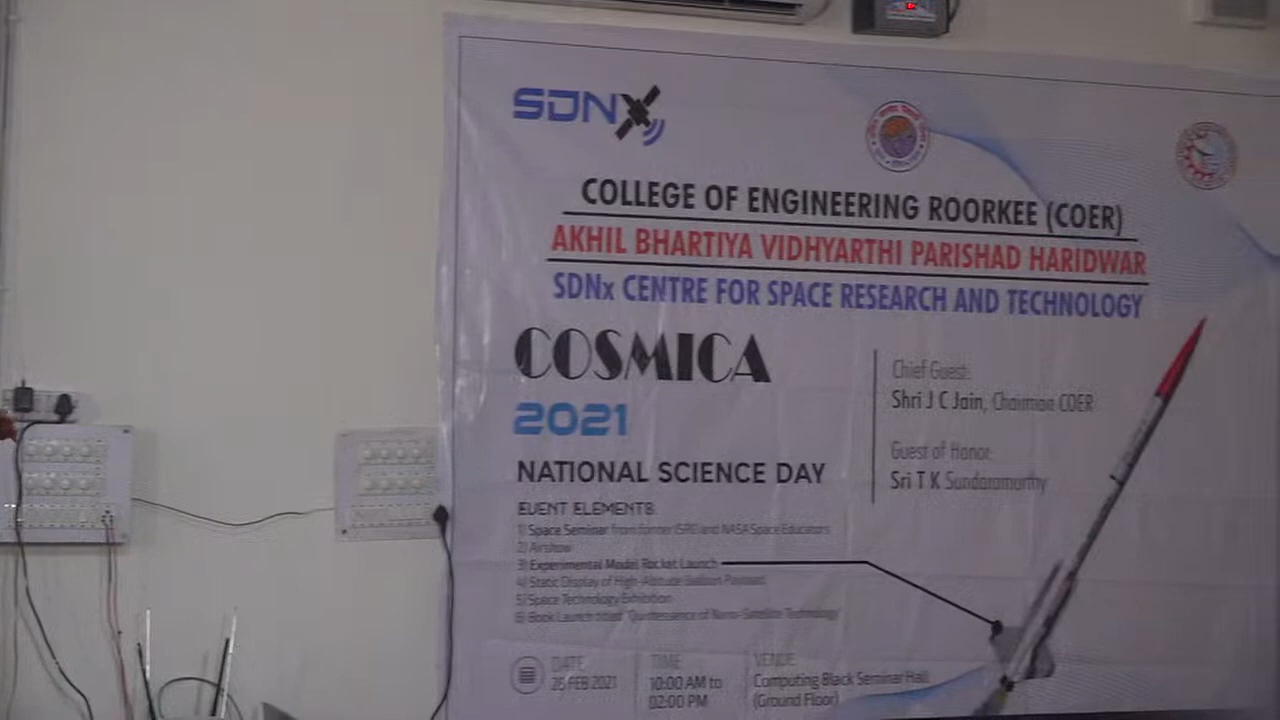 SDNX
COLLEGE OF ENGINEERING ROORKEE (COER)
AKHIL BHARTIYA VIDHYARTHI PARISHAD HARIDWAR
SDNx CENTRE FOR SPACE RESEARCH AND TECHNOLOGY
COSMICA
2021
NATIONAL SCIENCE DAY
Chief Guest:
Shri J C Jain, Chairman COER
Guest of Honor:
Sri T K Sundaramurthy
EVENT ELEMENTS:
1) Space Seminar from former ISRO and NASA Space Educators
2) Airshow
3) Experimental Model Rocket Launch
4) Static Display of High-Altitude Balloon Payload
5) Space Technology Exhibition
6) Book Launch titled "Quintessence of Nano-Satellite Technology"
DATE
26 FEB 2021
TIME
10:00 AM to
02:00 PM
VENUE
Computing Block Seminar Hall
(Ground Floor)